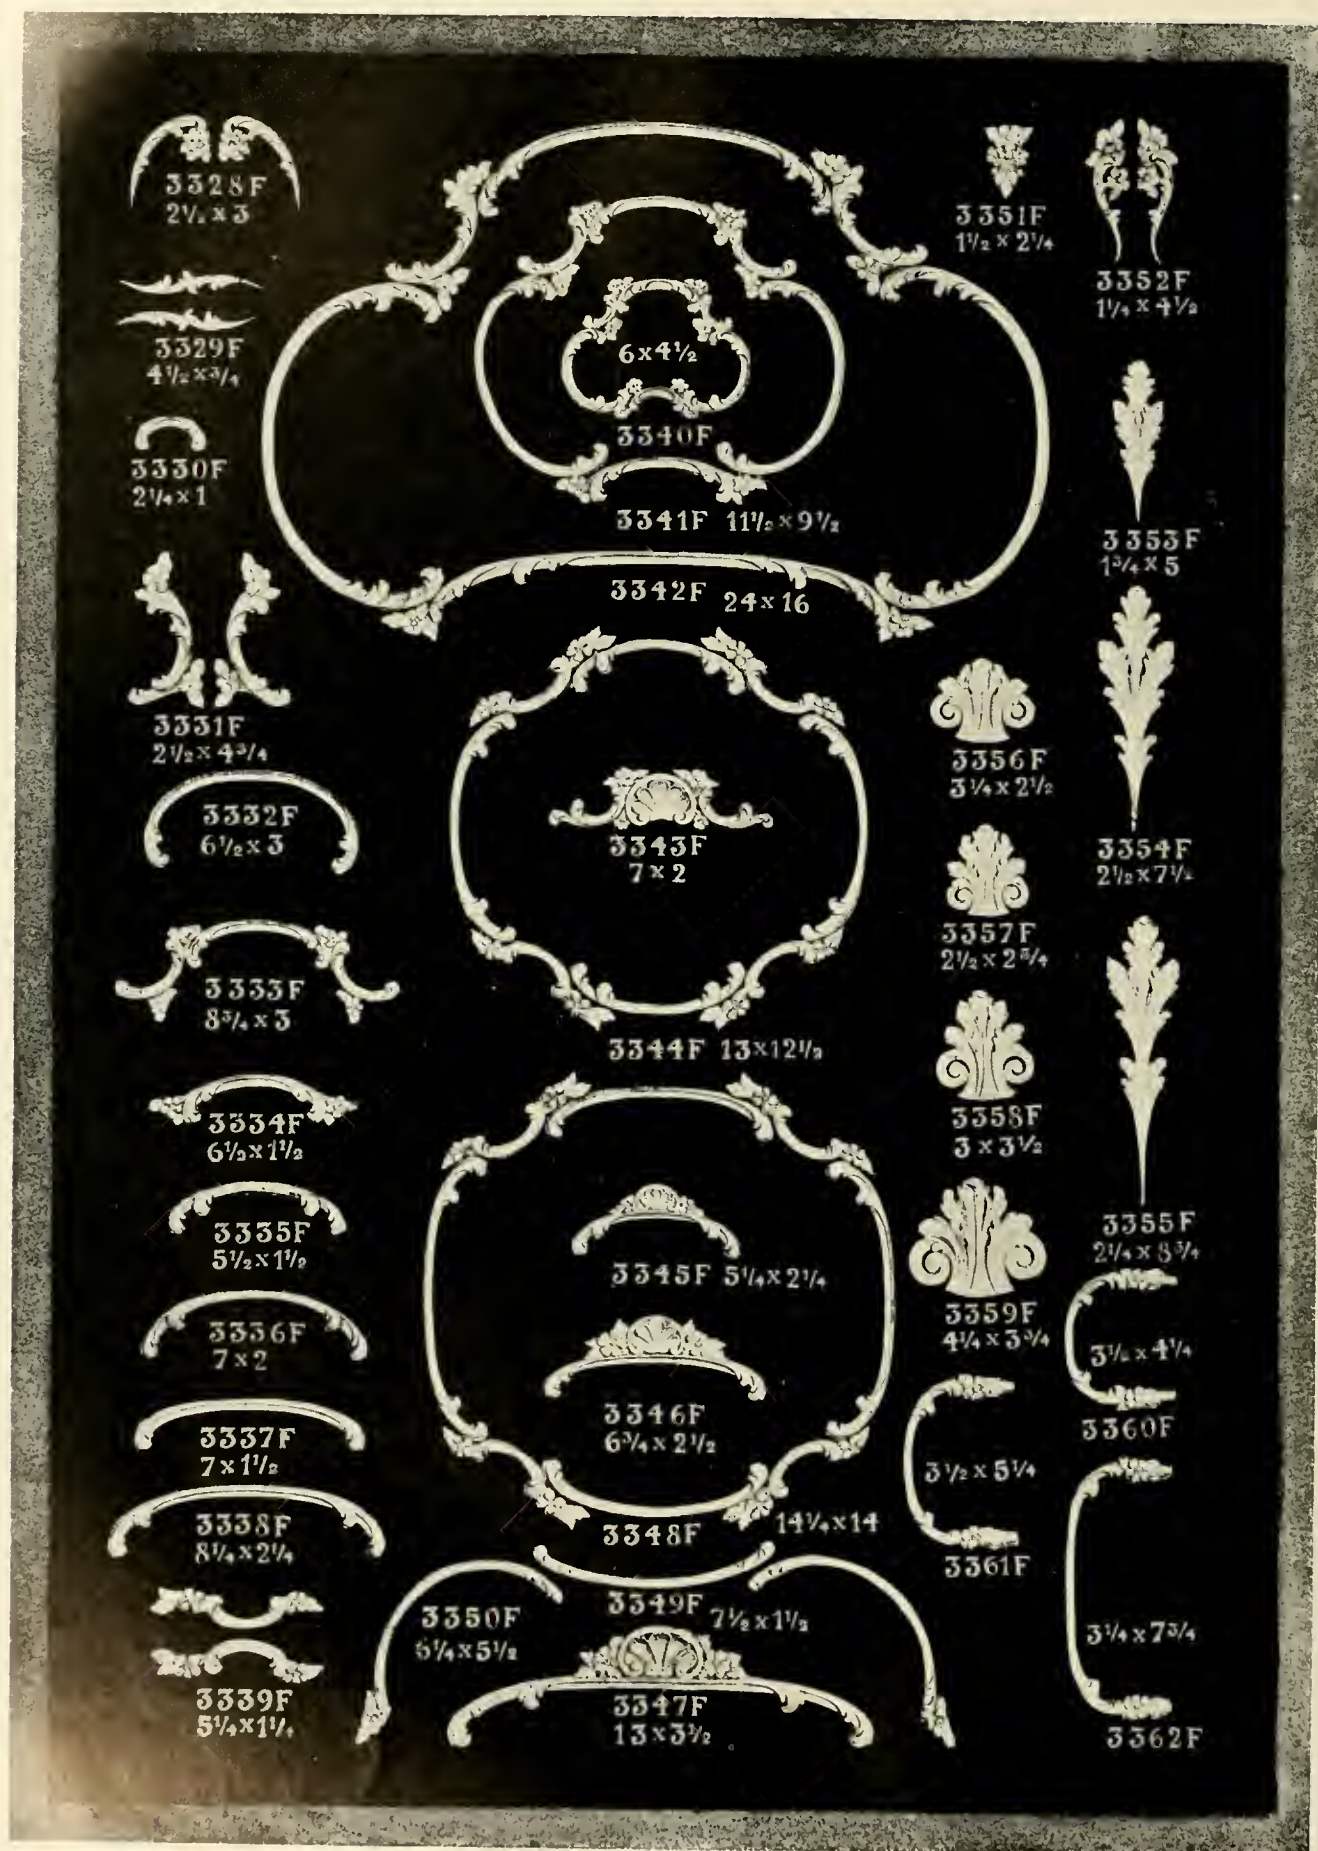 3328F
2½ x 3
3329F
4½ x ¾
3330F
2¼ x 1
3331F
2½ x 4¾
3332F
6½ x 3
3333F
8¾ x 3
3334F
6½ x 1½
3335F
5½ x 1½
3336F
7 x 2
3337F
7 x 1½
3338F
8¼ x 2¼
3339F
5¼ x 1¼
6 x 4½
3340F
3341F 11½ x 9½
3342F 24 x 16
3343F
7 x 2
3344F 13 x 12½
3345F 5¼ x 2¼
3346F
6¾ x 2½
3348F 14¼ x 14
3349F 7½ x 1½
3350F
6¼ x 5½
3347F
13 x 3½
3351F
1½ x 2¼
3352F
1¼ x 4½
3353F
1¾ x 5
3354F
2½ x 7½
3355F
2¼ x 8¾
3356F
3¼ x 2½
3357F
2½ x 2¾
3358F
3 x 3½
3359F
4¼ x 3¾
3½ x 4¼
3360F
3½ x 5¼
3361F
3¼ x 7¾
3362F